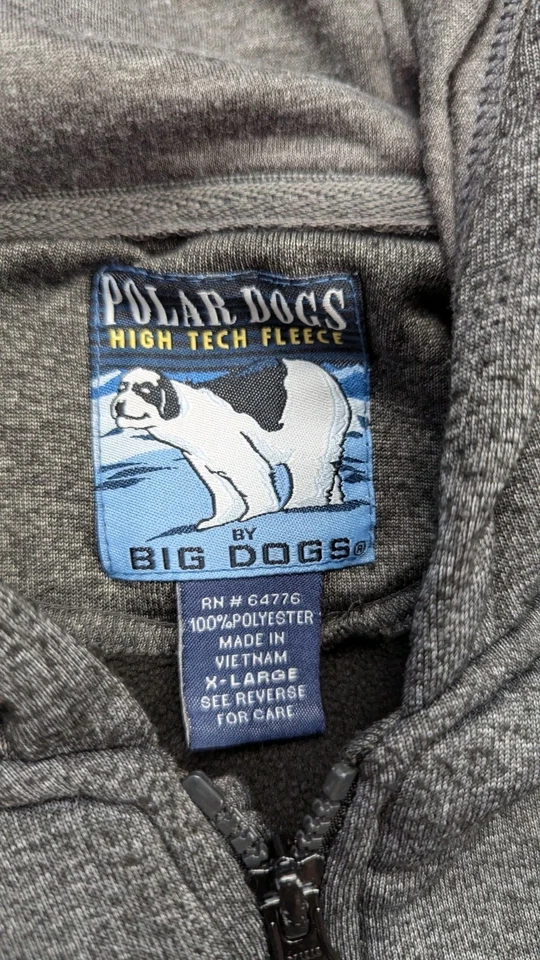 POLAR DOGS
HIGH TECH FLEECE
BY
BIG DOGS®
RN # 64776
100%POLYESTER
MADE IN
VIETNAM
X-LARGE
SEE REVERSE
FOR CARE